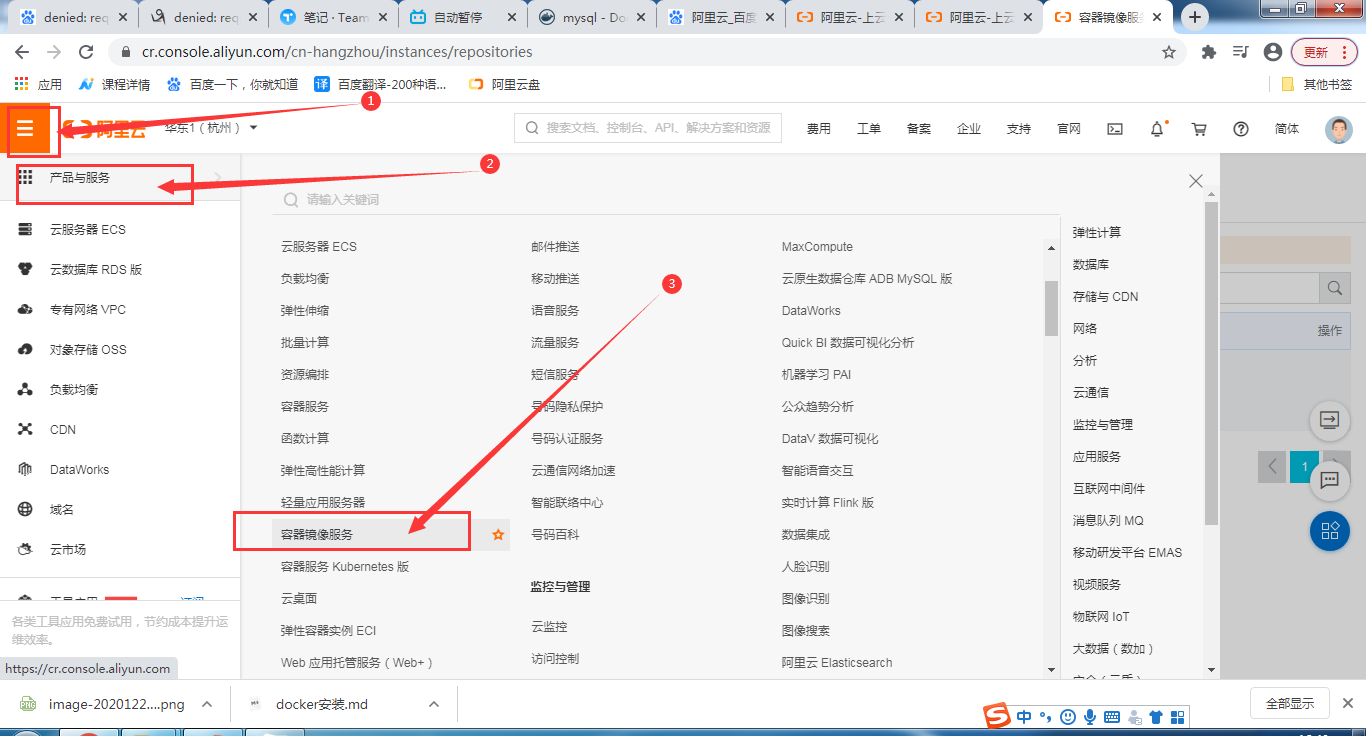 denied: req
denied: req
笔记 · Team
自动暂停
mysql - Do
阿里云_百度
阿里云-上云
阿里云-上云
容器镜像服务
cr.console.aliyun.com/cn-hangzhou/instances/repositories
更新
应用
课程详情
百度一下，你就知道
译
百度翻译-200种语...
阿里云盘
其他书签
1
阿里云
华东1（杭州）
搜索文档、控制台、API、解决方案和资源
费用
工单
备案
企业
支持
官网
简体
2
产品与服务
请输入关键词
云服务器 ECS
云数据库 RDS 版
专有网络 VPC
对象存储 OSS
负载均衡
CDN
DataWorks
域名
云市场
各类工具应用免费试用，节约成本提升运
维效率。
https://cr.console.aliyun.com
云服务器 ECS
负载均衡
弹性伸缩
批量计算
资源编排
容器服务
函数计算
弹性高性能计算
轻量应用服务器
容器镜像服务
容器服务 Kubernetes 版
云桌面
弹性容器实例 ECI
Web 应用托管服务（Web+）
邮件推送
移动推送
语音服务
流量服务
短信服务
号码隐私保护
号码认证服务
云通信网络加速
智能联络中心
号码百科
监控与管理
云监控
访问控制
3
MaxCompute
云原生数据仓库 ADB MySQL 版
DataWorks
Quick BI 数据可视化分析
机器学习 PAI
公众趋势分析
DataV 数据可视化
智能语音交互
实时计算 Flink 版
数据集成
人脸识别
图像识别
图像搜索
阿里云 Elasticsearch
弹性计算
数据库
存储与 CDN
网络
分析
云通信
监控与管理
应用服务
互联网中间件
消息队列 MQ
移动研发平台 EMAS
视频服务
物联网 IoT
大数据（数加）
操作
1
image-2020122....png
docker安装.md
中
全部显示